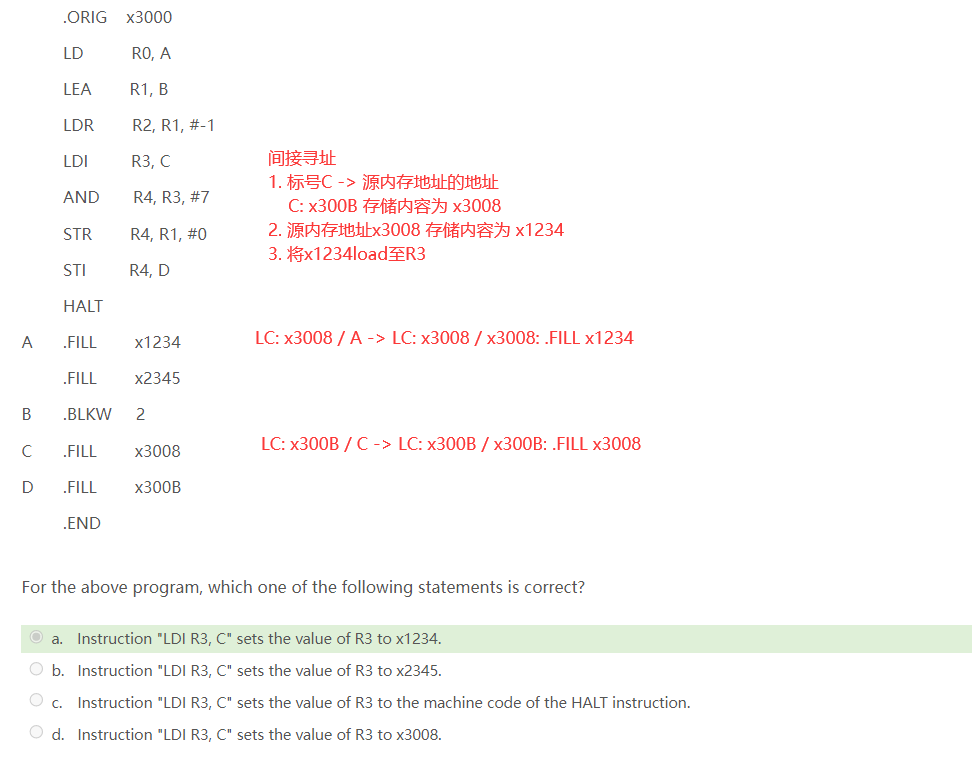 .ORIG x3000
LD R0, A
LEA R1, B
LDR R2, R1, #-1
LDI R3, C
AND R4, R3, #7
STR R4, R1, #0
STI R4, D
HALT
间接寻址
1. 标号C -> 源内存地址的地址
C: x300B 存储内容为 x3008
2. 源内存地址x3008 存储内容为 x1234
3. 将x1234load至R3
A .FILL x1234 LC: x3008 / A -> LC: x3008 / x3008: .FILL x1234
.FILL x2345
B .BLKW 2
C .FILL x3008 LC: x300B / C -> LC: x300B / x300B: .FILL x3008
D .FILL x300B
.END
For the above program, which one of the following statements is correct?
a. Instruction "LDI R3, C" sets the value of R3 to x1234.
b. Instruction "LDI R3, C" sets the value of R3 to x2345.
c. Instruction "LDI R3, C" sets the value of R3 to the machine code of the HALT instruction.
d. Instruction "LDI R3, C" sets the value of R3 to x3008.